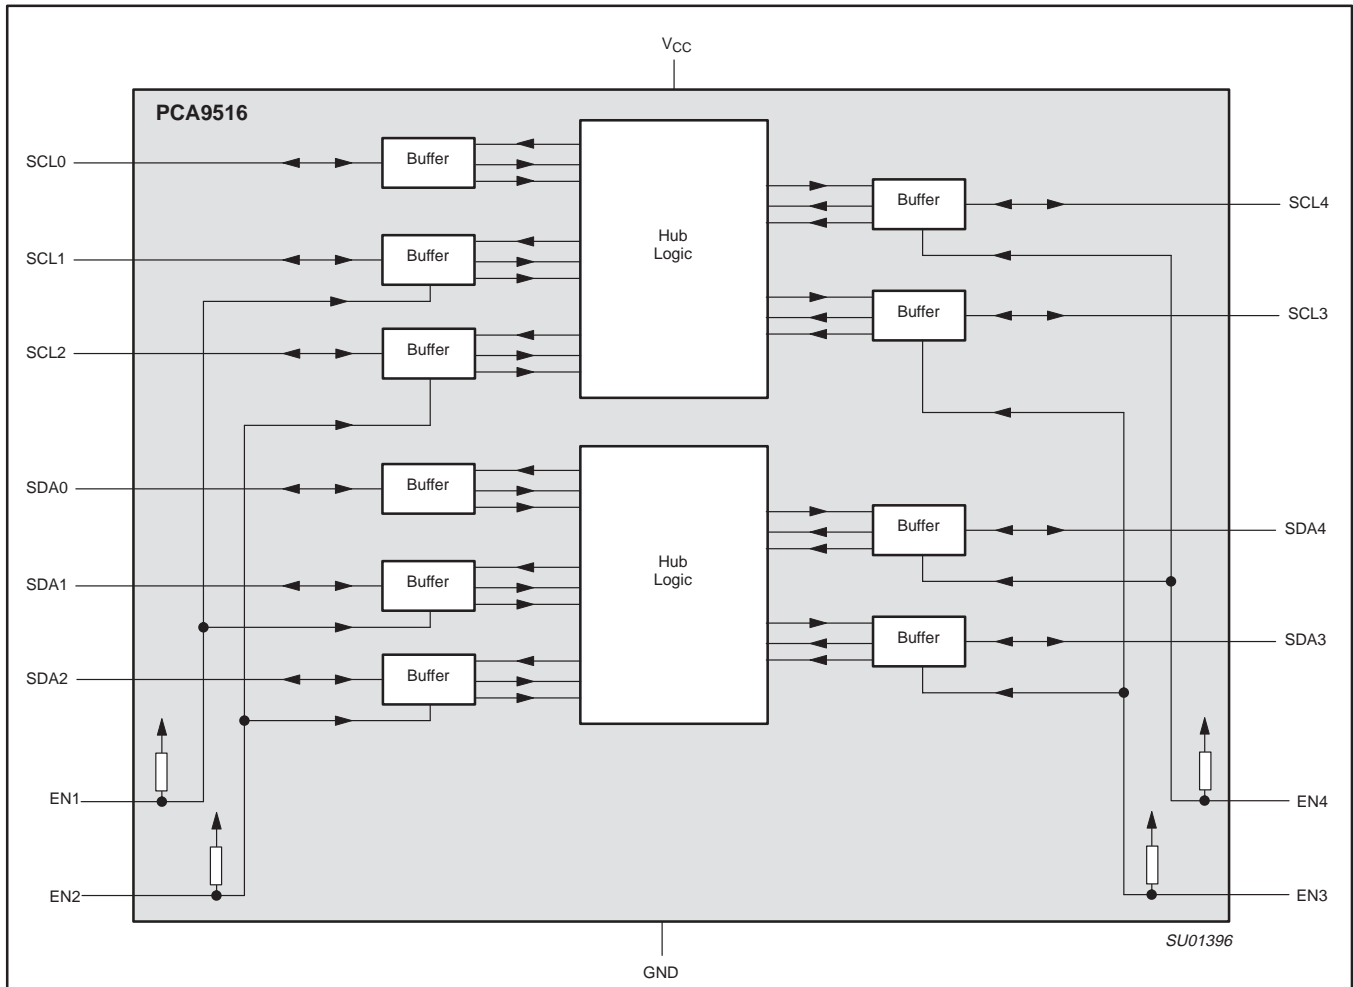 VCC
PCA9516
SCL0
Buffer
SCL1
Buffer
SCL2
Buffer
Hub
Logic
Buffer
SCL4
Buffer
SCL3
SDA0
Buffer
SDA1
Buffer
SDA2
Buffer
Hub
Logic
Buffer
SDA4
Buffer
SDA3
EN1
EN2
EN4
EN3
SU01396
GND